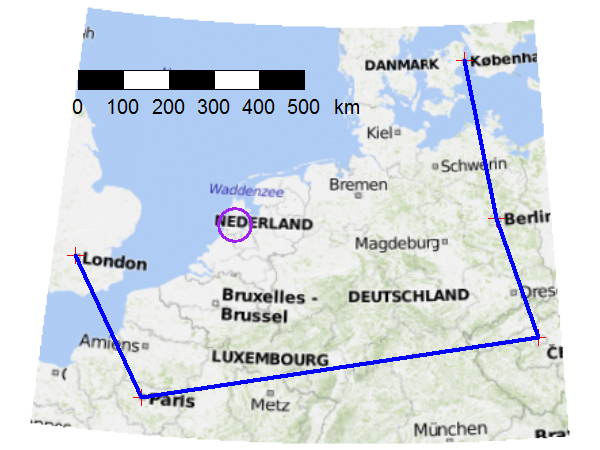 DANMARK
Københa
0 100 200 300 400 500 km
Kiel
Schwerin
Waddenzee
Bremen
NEDERLAND
Berlin
Magdeburg
London
Bruxelles -
Brussel
DEUTSCHLAND
Dres
Amiens
LUXEMBOURG
Paris
Metz
München